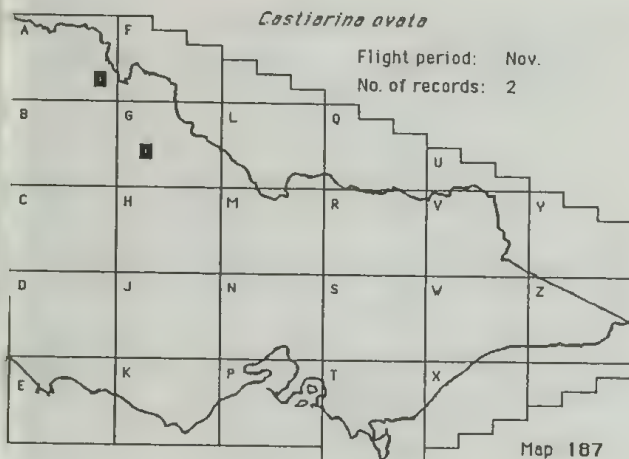 Castiarina ovata
Flight period: Nov.
No. of records: 2
A F
B G L Q
U
C H M R V Y
D J N S W Z
E K P T X
Map 187